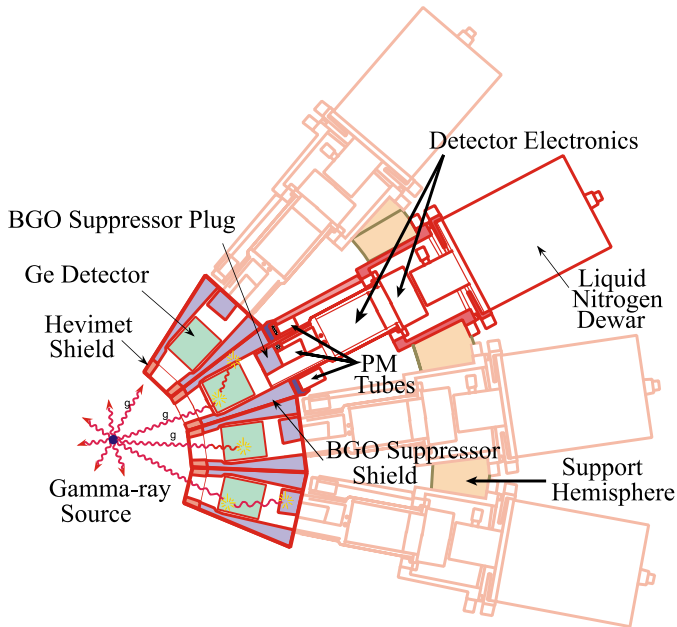 Detector Electronics
BGO Suppressor Plug
Ge Detector
Hevimet
Shield
Liquid
Nitrogen
Dewar
PM
Tubes
g
g
g
BGO Suppressor
Shield
Gamma-ray
Source
Support
Hemisphere